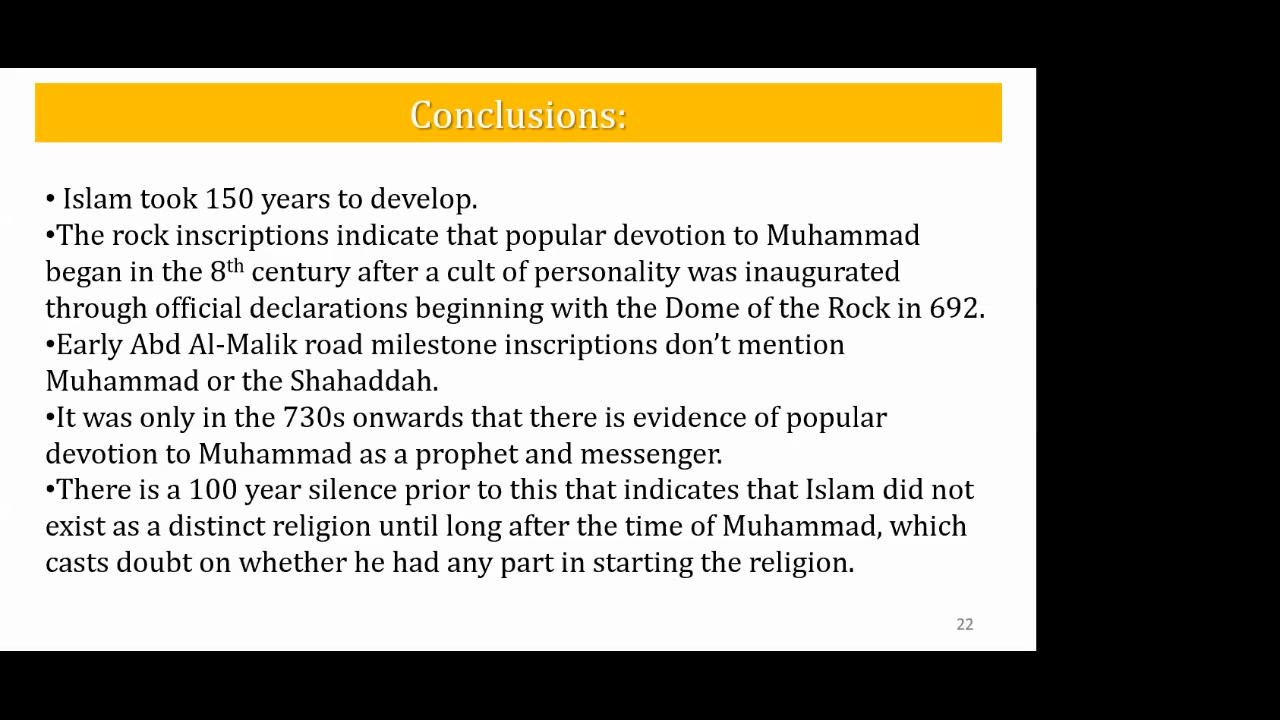 Conclusions:
• Islam took 150 years to develop.
•The rock inscriptions indicate that popular devotion to Muhammad
began in the 8th century after a cult of personality was inaugurated
through official declarations beginning with the Dome of the Rock in 692.
•Early Abd Al-Malik road milestone inscriptions don’t mention
Muhammad or the Shahaddah.
•It was only in the 730s onwards that there is evidence of popular
devotion to Muhammad as a prophet and messenger.
•There is a 100 year silence prior to this that indicates that Islam did not
exist as a distinct religion until long after the time of Muhammad, which
casts doubt on whether he had any part in starting the religion.
22